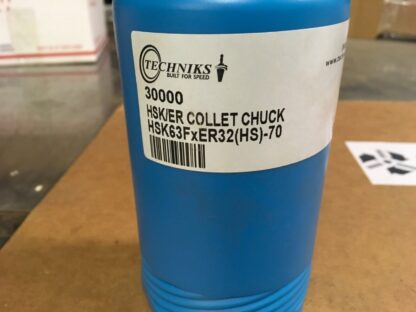 TECHNIKS
BUILT FOR SPEED
30000
HSK/ER COLLET CHUCK
HSK63FxER32(HS)-70